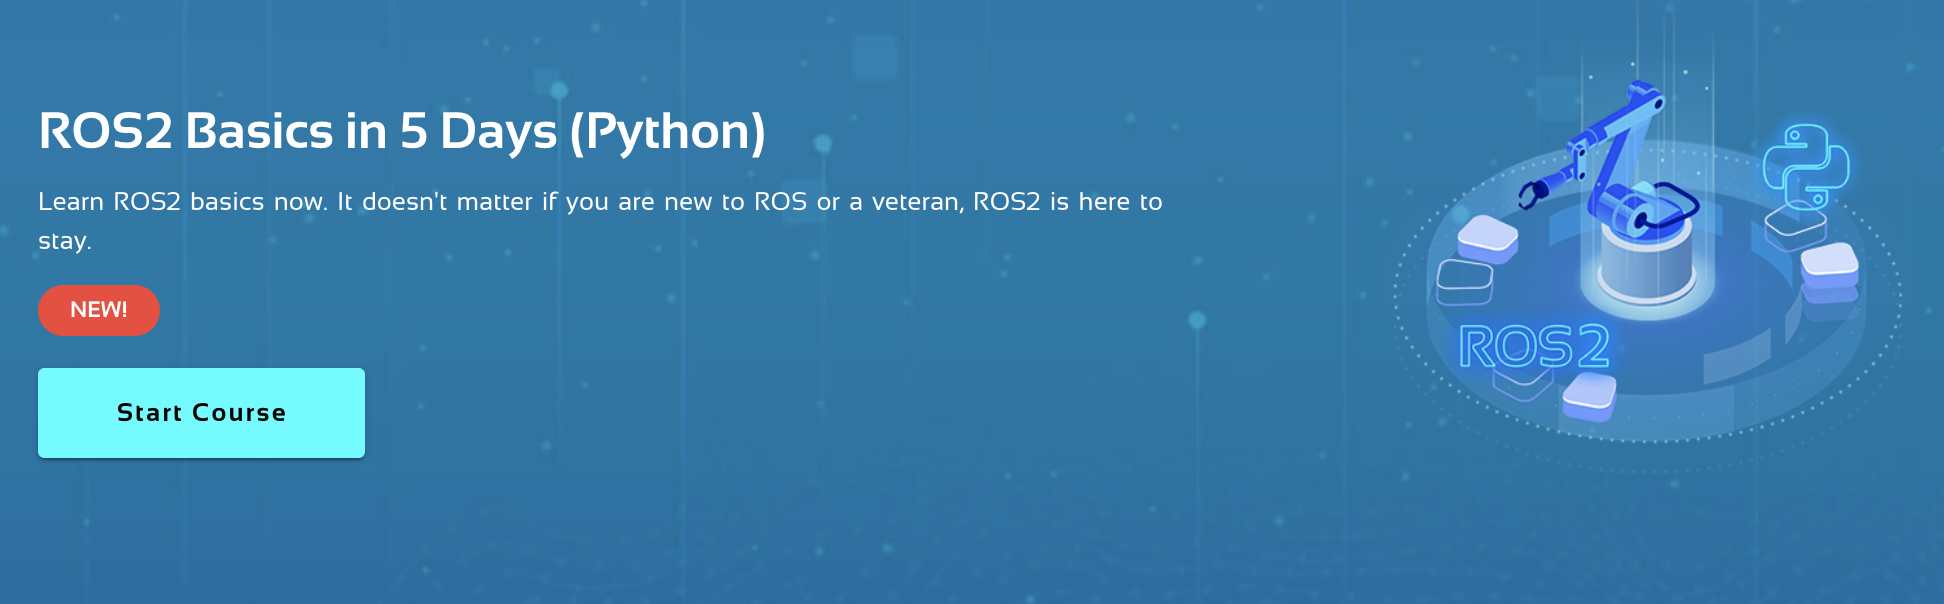 ROS2 Basics in 5 Days (Python)
Learn ROS2 basics now. It doesn't matter if you are new to ROS or a veteran, ROS2 is here to
stay.
NEW!
Start Course
ROS2